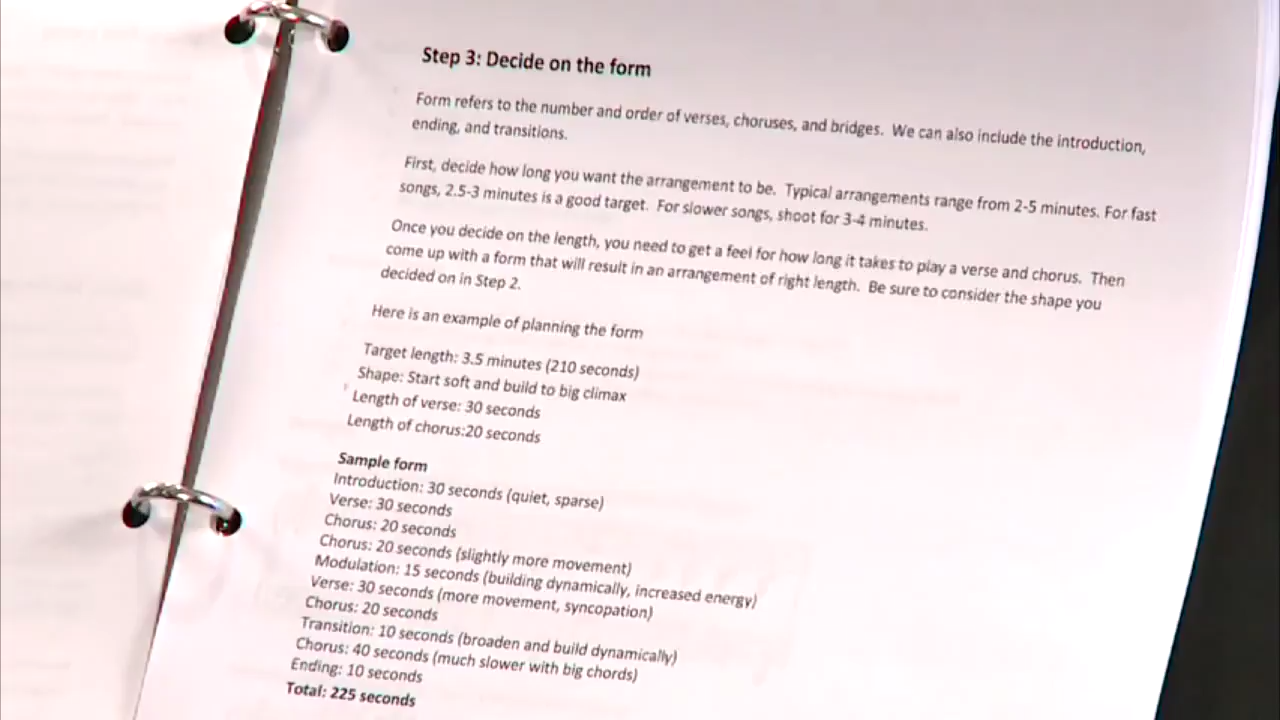 Step 3: Decide on the form
Form refers to the number and order of verses, choruses, and bridges. We can also include the introduction,
ending, and transitions.
First, decide how long you want the arrangement to be. Typical arrangements range from 2-5 minutes. For fast
songs, 2.5-3 minutes is a good target. For slower songs, shoot for 3-4 minutes.
Once you decide on the length, you need to get a feel for how long it takes to play a verse and chorus. Then
come up with a form that will result in an arrangement of right length. Be sure to consider the shape you
decided on in Step 2.
Here is an example of planning the form
Target length: 3.5 minutes (210 seconds)
Shape: Start soft and build to big climax
Length of verse: 30 seconds
Length of chorus:20 seconds
Sample form
Introduction: 30 seconds (quiet, sparse)
Verse: 30 seconds
Chorus: 20 seconds
Chorus: 20 seconds (slightly more movement)
Modulation: 15 seconds (building dynamically, increased energy)
Verse: 30 seconds (more movement, syncopation)
Chorus: 20 seconds
Transition: 10 seconds (broaden and build dynamically)
Chorus: 40 seconds (much slower with big chords)
Ending: 10 seconds
Total: 225 seconds